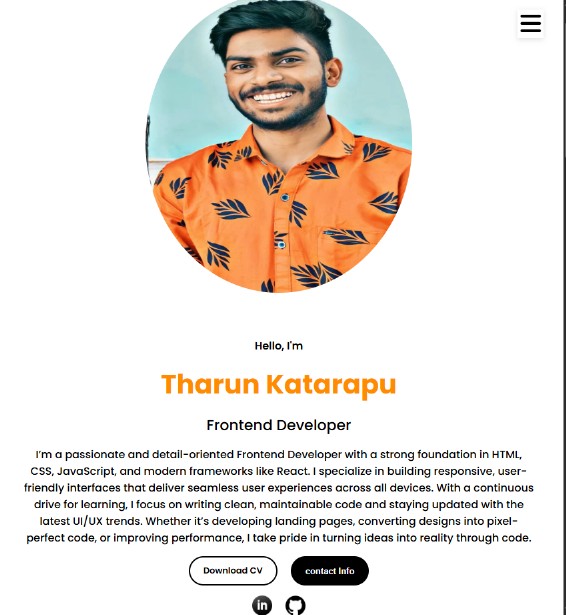 Hello, I'm
Tharun Katarapu
Frontend Developer
I'm a passionate and detail-oriented Frontend Developer with a strong foundation in HTML,
CSS, JavaScript, and modern frameworks like React. I specialize in building responsive, user-
friendly interfaces that deliver seamless user experiences across all devices. With a continuous
drive for learning, I focus on writing clean, maintainable code and staying updated with the
latest UI/UX trends. Whether it's developing landing pages, converting designs into pixel-
perfect code, or improving performance, I take pride in turning ideas into reality through code.
Download CV contact Info
in